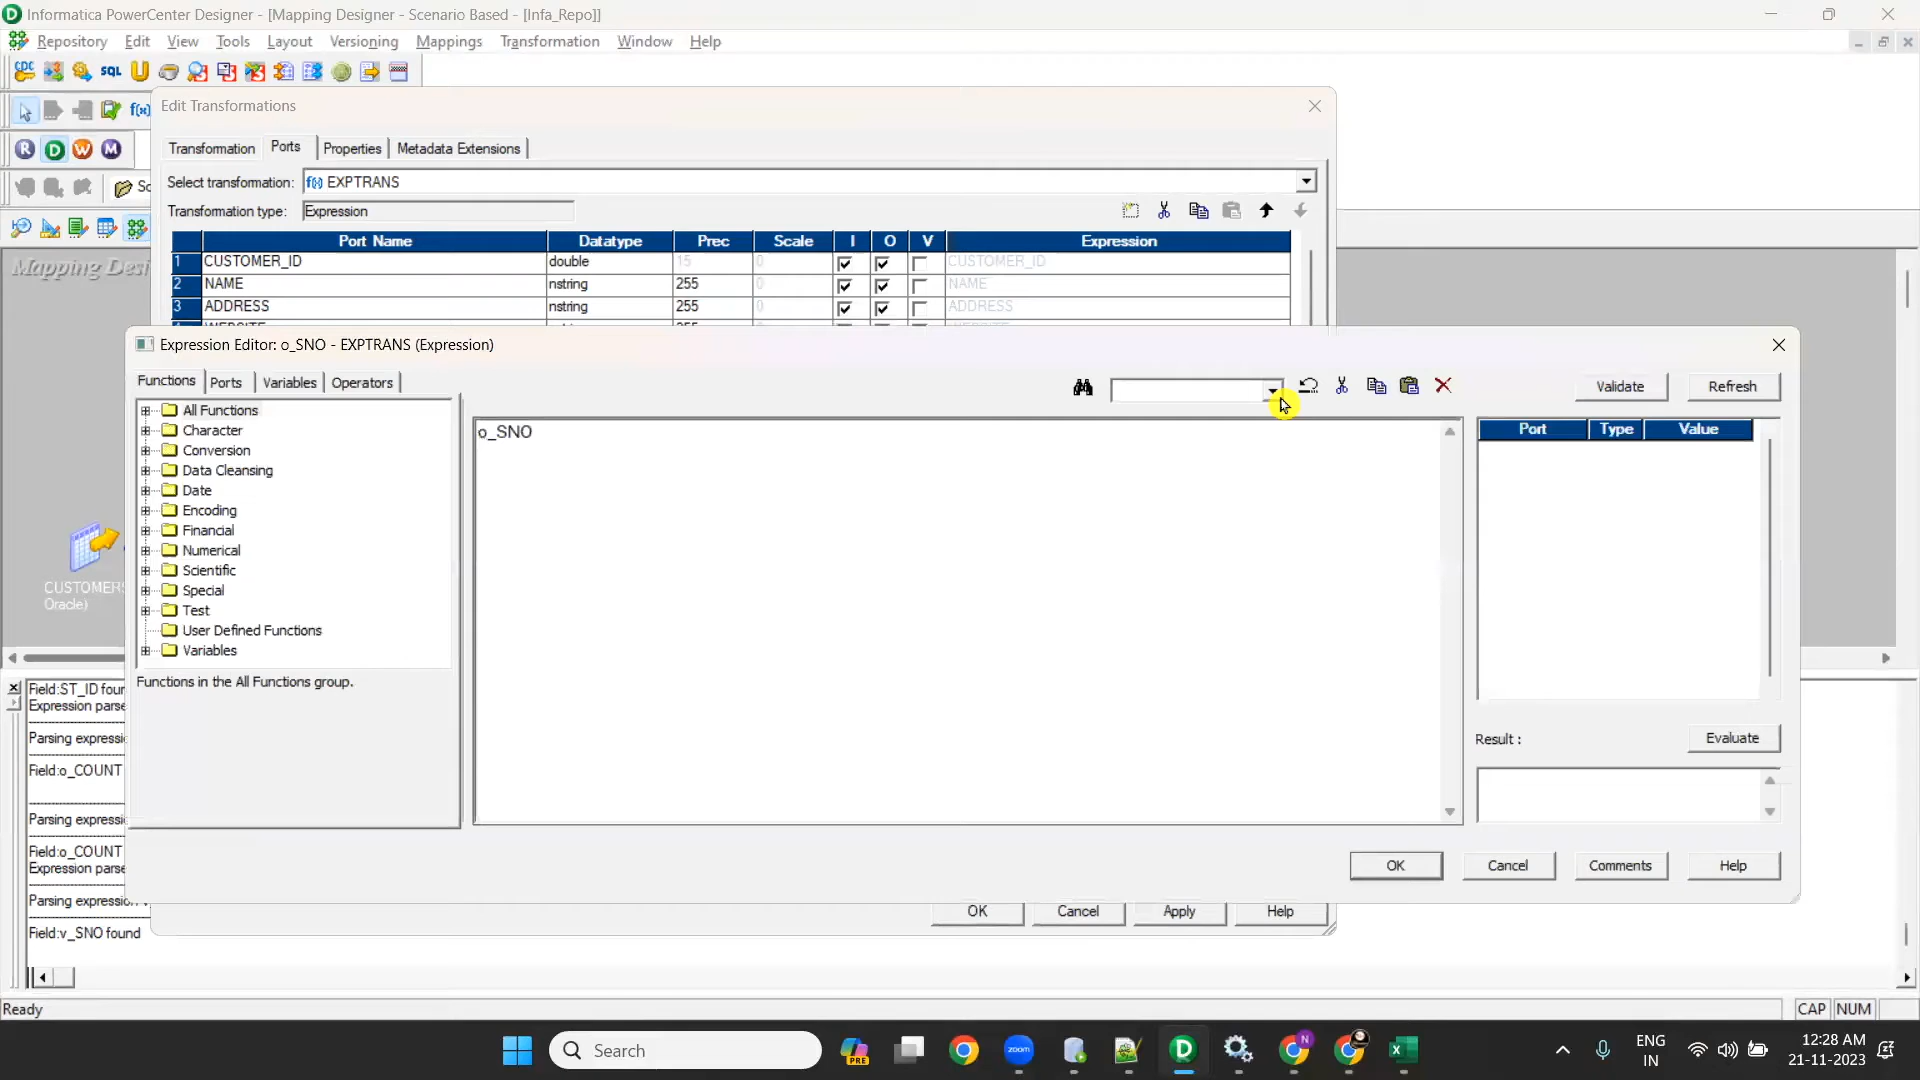 Informatica PowerCenter Designer - [Mapping Designer - Scenario Based - [Infa_Repo]]
Repository Edit View Tools Layout Versioning Mappings Transformation Window Help
CDC SQL
Edit Transformations
f(x)
R D W M
Transformation Ports Properties Metadata Extensions
Select transformation: f(x) EXPTRANS
Transformation type: Expression
Port Name Datatype Prec Scale I O V Expression
1 CUSTOMER_ID double 15 0 CUSTOMER_ID
2 NAME nstring 255 0 NAME
3 ADDRESS nstring 255 0 ADDRESS
Mapping Desi
Expression Editor: o_SNO - EXPTRANS (Expression)
Functions Ports Variables Operators
Validate Refresh
All Functions
Character
Conversion
Data Cleansing
Date
Encoding
Financial
Numerical
Scientific
Special
Test
User Defined Functions
Variables
Functions in the All Functions group.
o_SNO
Port Type Value
Result :
Evaluate
OK Cancel Comments Help
OK Cancel Apply Help
CUSTOMERS
Oracle)
Field:ST_ID four
Expression parse
Parsing expressi
Field:o_COUNT
Parsing expressi
Field:o_COUNT
Expression parse
Parsing expression
Field:v_SNO found
Ready
CAP NUM
Search
PRE
zoom
N
ENG
IN
12:28 AM
21-11-2023